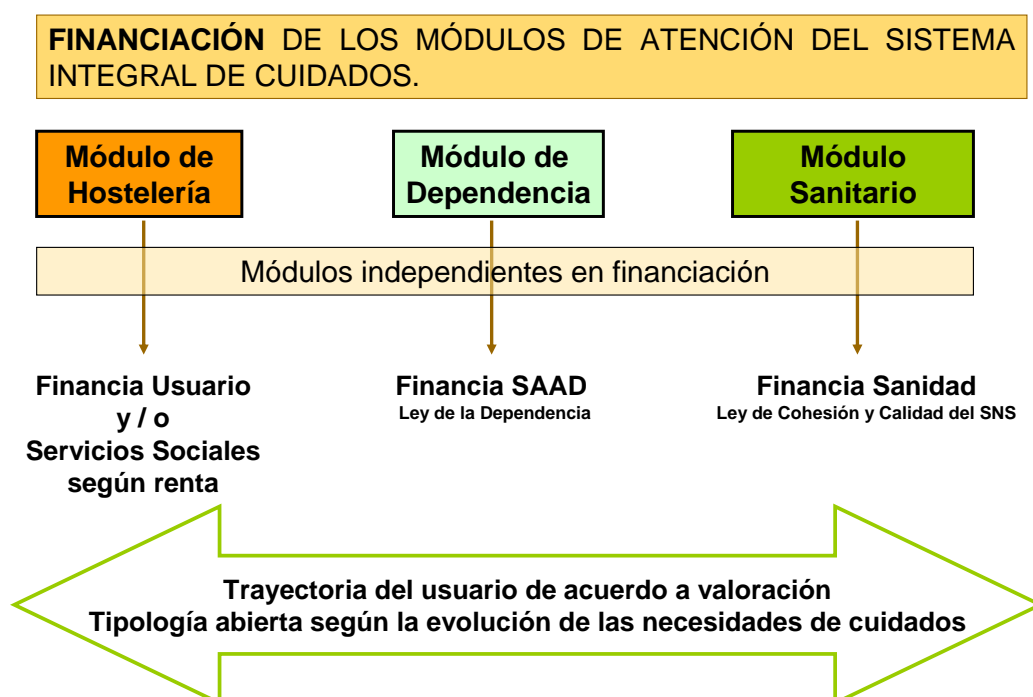 FINANCIACIÓN DE LOS MÓDULOS DE ATENCIÓN DEL SISTEMA
INTEGRAL DE CUIDADOS.
Módulo de
Hostelería
Módulo de
Dependencia
Módulo
Sanitario
Módulos independientes en financiación
Financia Usuario
y / o
Servicios Sociales
según renta
Financia SAAD
Ley de la Dependencia
Financia Sanidad
Ley de Cohesión y Calidad del SNS
Trayectoria del usuario de acuerdo a valoración
Tipología abierta según la evolución de las necesidades de cuidados